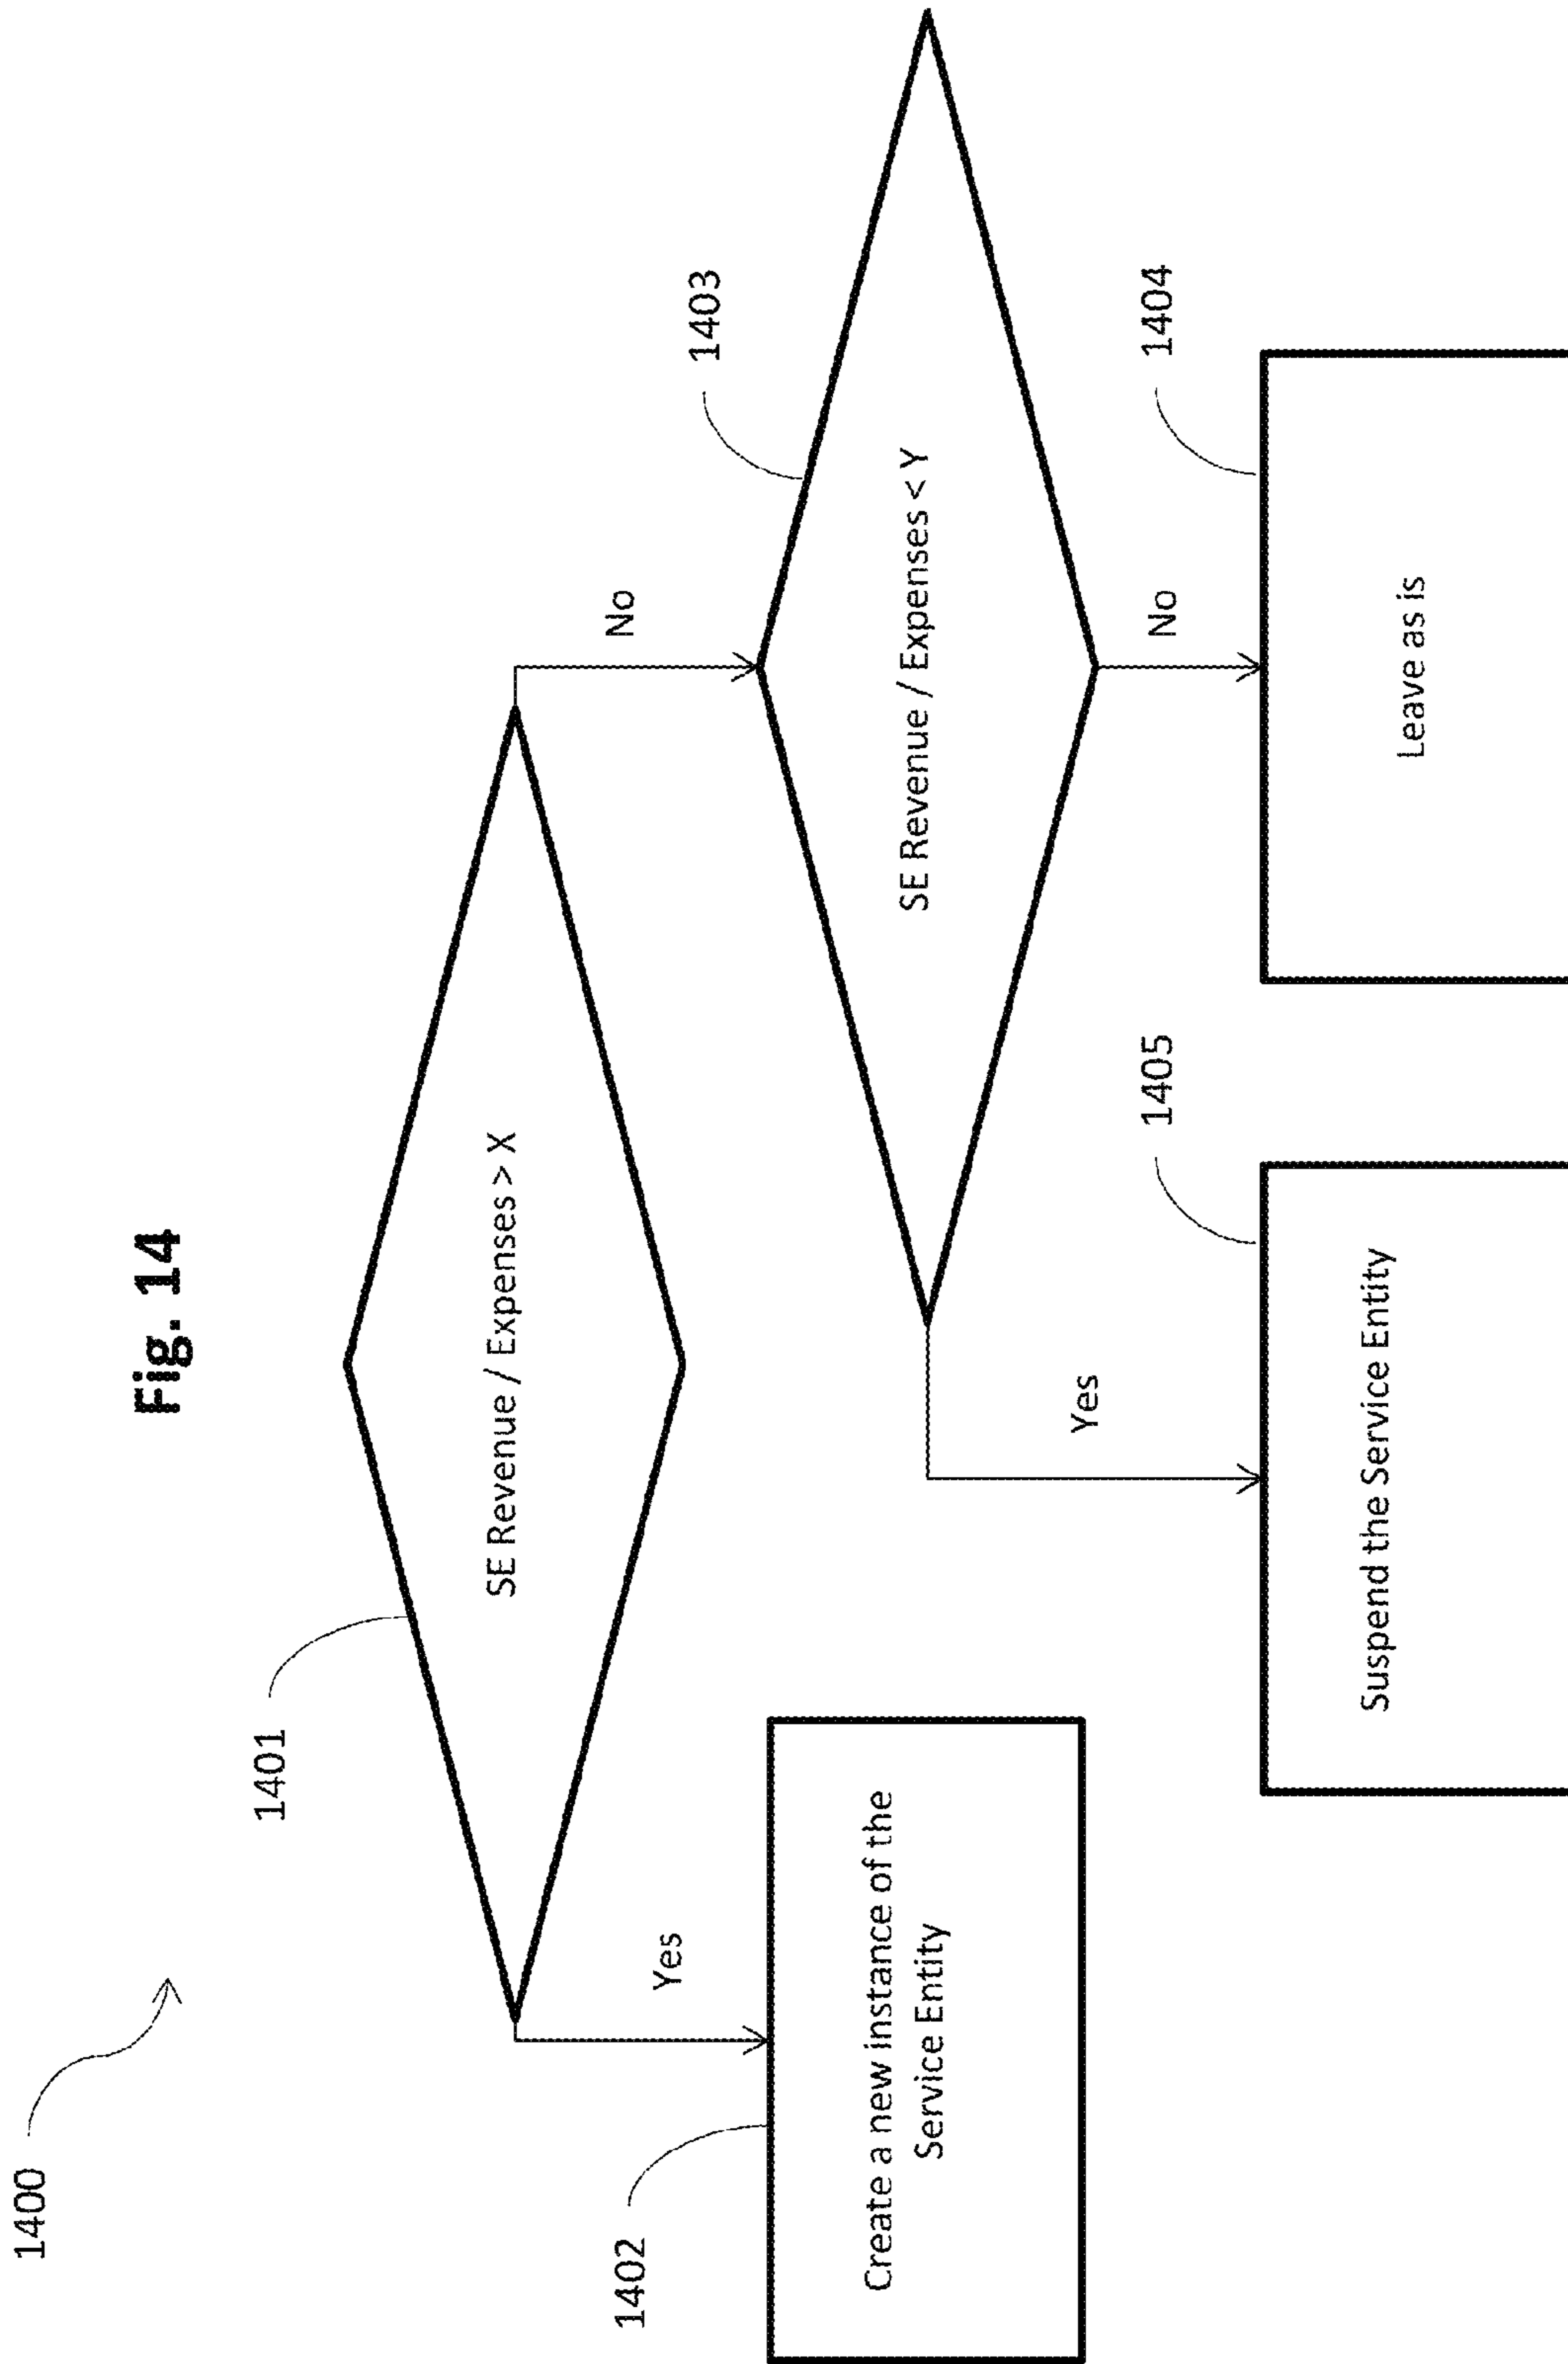 1400
Fig. 14
1401
SE Revenue / Expenses > X
Yes
No
1402
Create a new instance of the
Service Entity
1403
SE Revenue / Expenses < Y
Yes
No
1405
Suspend the Service Entity
1404
Leave as is